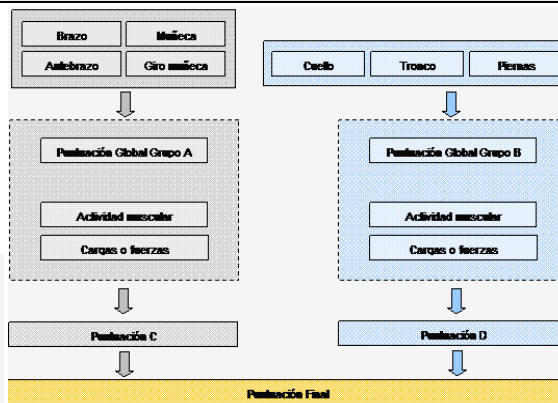 Brazo
Muñeca
Antebrazo
Giro muñeca
Cuello
Tronco
Piernas
Puntuación Global Grupo A
Puntuación Global Grupo B
Actividad muscular
Actividad muscular
Cargas o fuerzas
Cargas o fuerzas
Puntuación C
Puntuación D
Puntuación Final